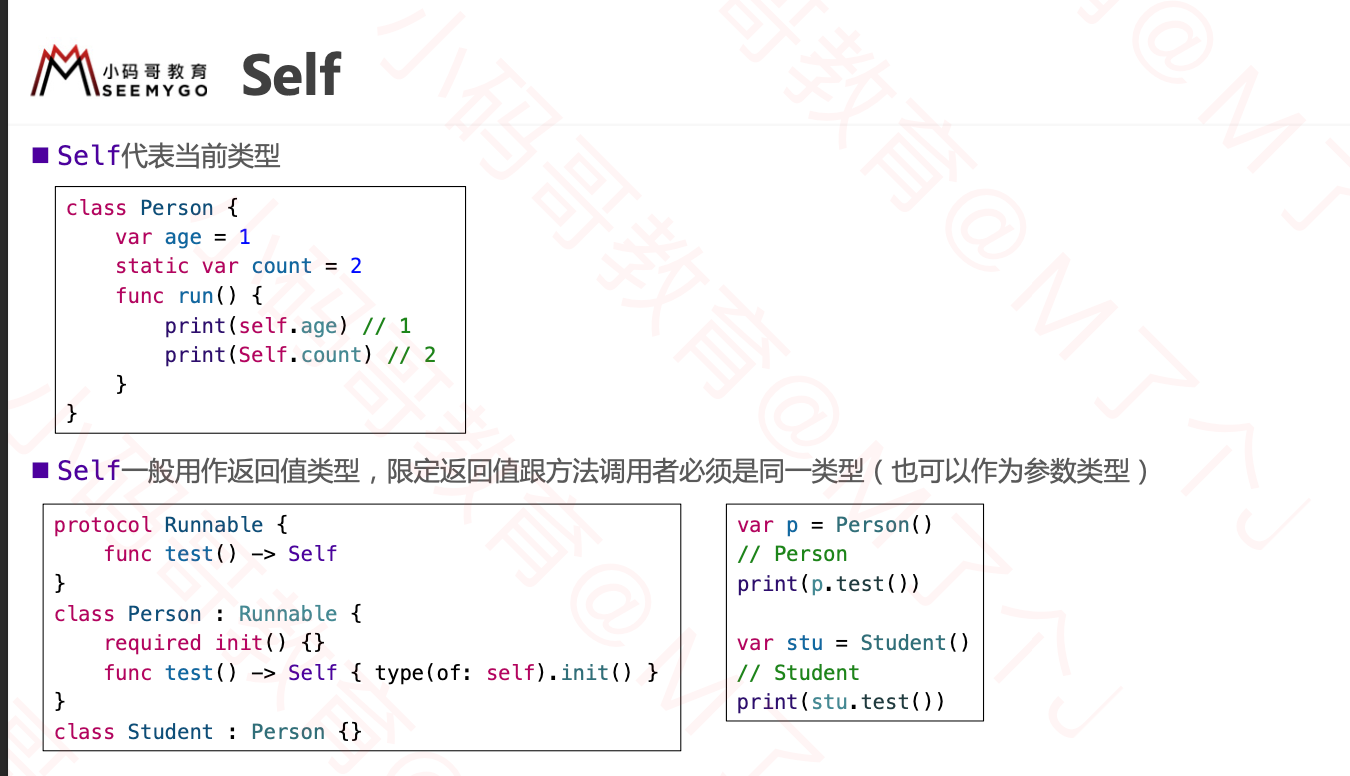 小码哥教育
SEEMYGO
Self
Self代表当前类型
class Person {
    var age = 1
    static var count = 2
    func run() {
        print(self.age) // 1
        print(Self.count) // 2
    }
}
Self一般用作返回值类型，限定返回值跟方法调用者必须是同一类型（也可以作为参数类型）
protocol Runnable {
    func test() -> Self
}
class Person : Runnable {
    required init() {}
    func test() -> Self { type(of: self).init() }
}
class Student : Person {}
var p = Person()
// Person
print(p.test())
var stu = Student()
// Student
print(stu.test())
小码哥教育@M了个J